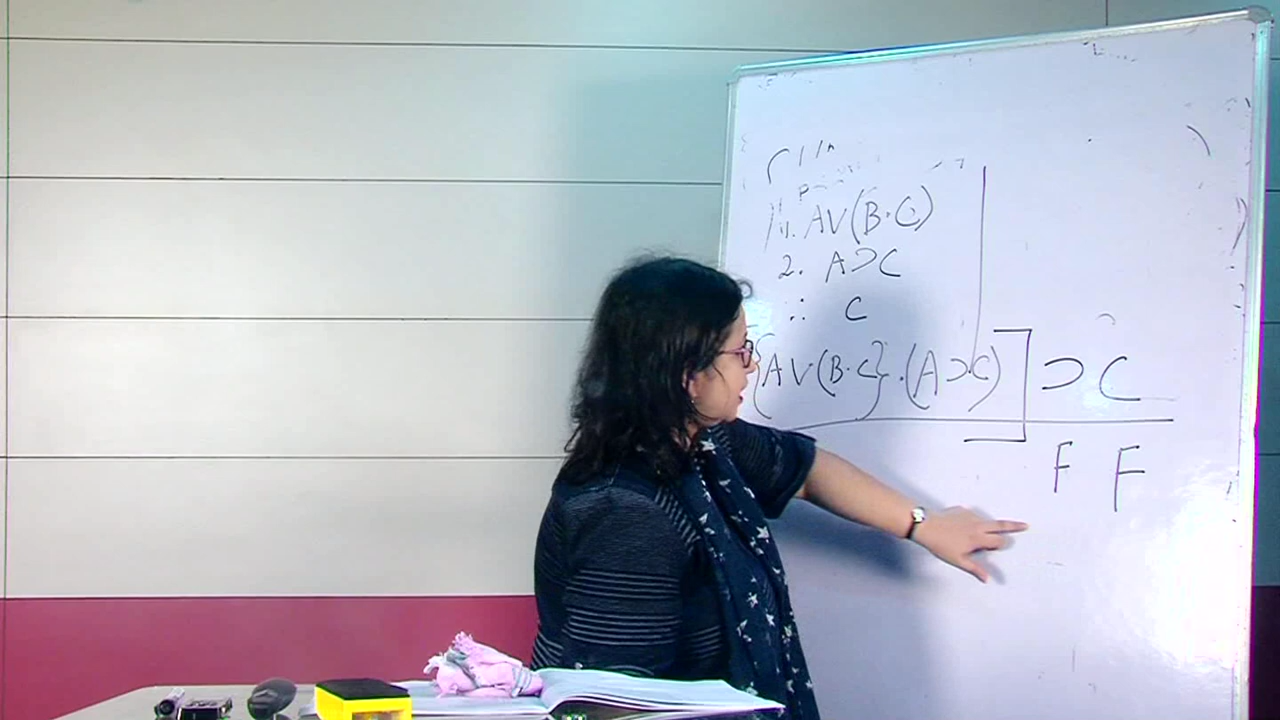 1. AV(B·C)
2. A⊃C
∴ C
{AV(B·C}·(A⊃C)] ⊃ C
F F